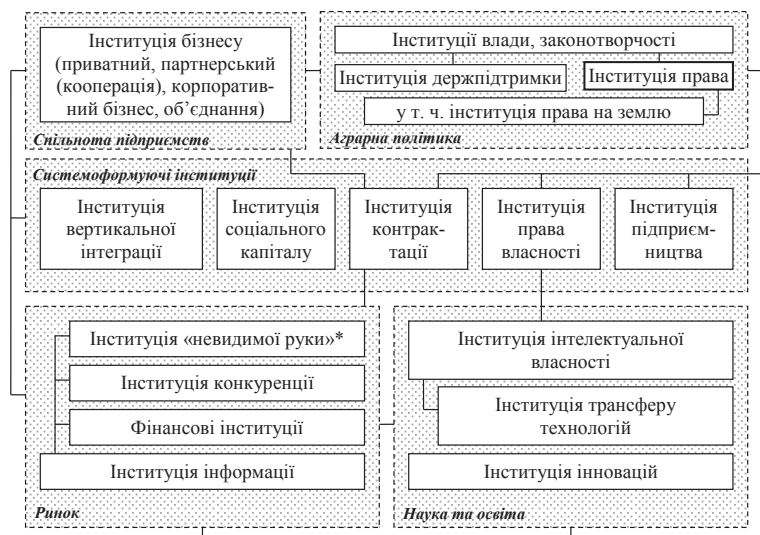 Інституція бізнесу
(приватний, партнерський
(кооперація), корпоратив-
ний бізнес, об’єднання)
Спільнота підприємств
Інституції влади, законотворчості
Інституція держпідтримки
Інституція права
у т. ч. інституція права на землю
Аграрна політика
Системоформуючі інституції
Інституція
вертикальної
інтеграції
Інституція
соціального
капіталу
Інституція
контрак-
тації
Інституція
права
власності
Інституція
підприєм-
ництва
Інституція «невидимої руки»*
Інституція конкуренції
Фінансові інституції
Інституція інформації
Ринок
Інституція інтелектуальної
власності
Інституція трансферу
технологій
Інституція інновацій
Наука та освіта